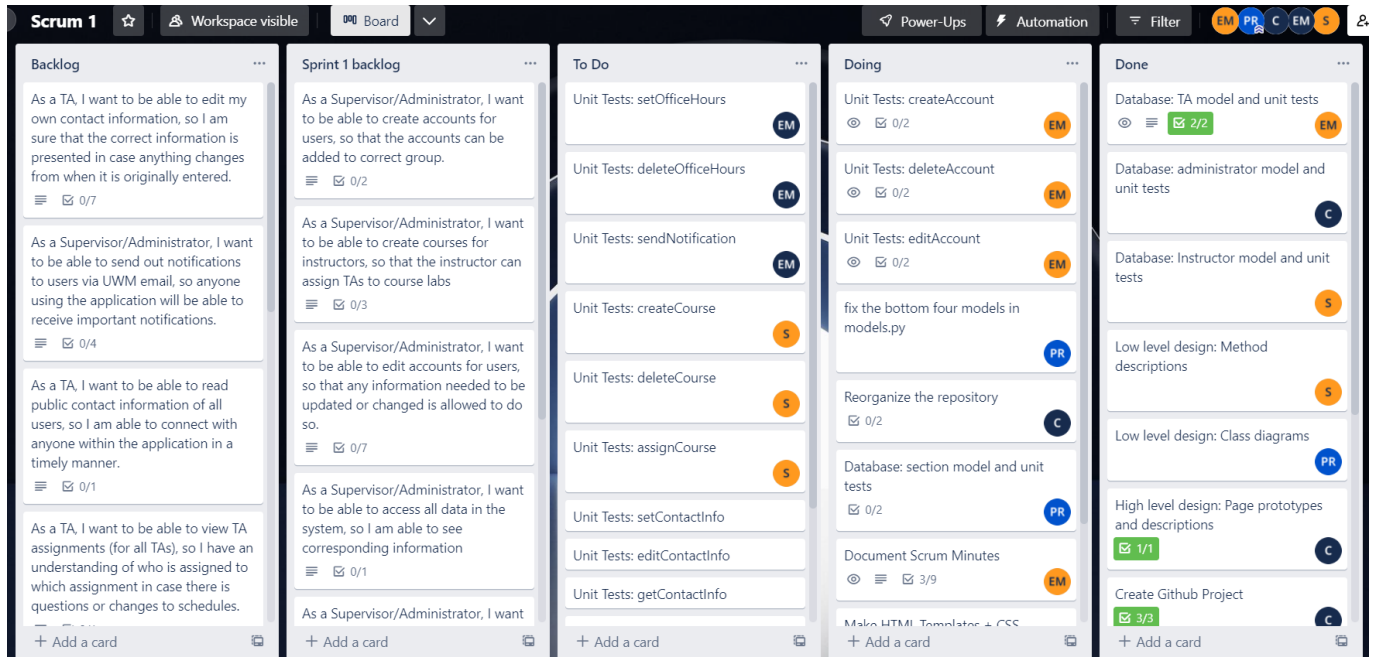 Scrum 1
Workspace visible
Board
Power-Ups
Automation
Filter
EM
PR
C
EM
S
Backlog
As a TA, I want to be able to edit my
own contact information, so I am
sure that the correct information is
presented in case anything changes
from when it is originally entered.
0/7
As a Supervisor/Administrator, I want
to be able to send out notifications
to users via UWM email, so anyone
using the application will be able to
receive important notifications.
0/4
As a TA, I want to be able to read
public contact information of all
users, so I am able to connect with
anyone within the application in a
timely manner.
0/1
As a TA, I want to be able to view TA
assignments (for all TAs), so I have an
understanding of who is assigned to
which assignment in case there is
questions or changes to schedules.
+ Add a card
Sprint 1 backlog
As a Supervisor/Administrator, I want
to be able to create accounts for
users, so that the accounts can be
added to correct group.
0/2
As a Supervisor/Administrator, I want
to be able to create courses for
instructors, so that the instructor can
assign TAs to course labs
0/3
As a Supervisor/Administrator, I want
to be able to edit accounts for users,
so that any information needed to be
updated or changed is allowed to do
so.
0/7
As a Supervisor/Administrator, I want
to be able to access all data in the
system, so I am able to see
corresponding information
0/1
As a Supervisor/Administrator, I want
+ Add a card
To Do
Unit Tests: setOfficeHours
EM
Unit Tests: deleteOfficeHours
EM
Unit Tests: sendNotification
EM
Unit Tests: createCourse
S
Unit Tests: deleteCourse
S
Unit Tests: assignCourse
S
Unit Tests: setContactInfo
Unit Tests: editContactInfo
Unit Tests: getContactInfo
+ Add a card
Doing
Unit Tests: createAccount
0/2
EM
Unit Tests: deleteAccount
0/2
EM
Unit Tests: editAccount
0/2
EM
fix the bottom four models in
models.py
PR
Reorganize the repository
0/2
C
Database: section model and unit
tests
0/2
PR
Document Scrum Minutes
3/9
EM
Make HTML Templates + CSS
+ Add a card
Done
Database: TA model and unit tests
2/2
EM
Database: administrator model and
unit tests
C
Database: Instructor model and unit
tests
S
Low level design: Method
descriptions
S
Low level design: Class diagrams
PR
High level design: Page prototypes
and descriptions
1/1
C
Create Github Project
3/3
C
+ Add a card